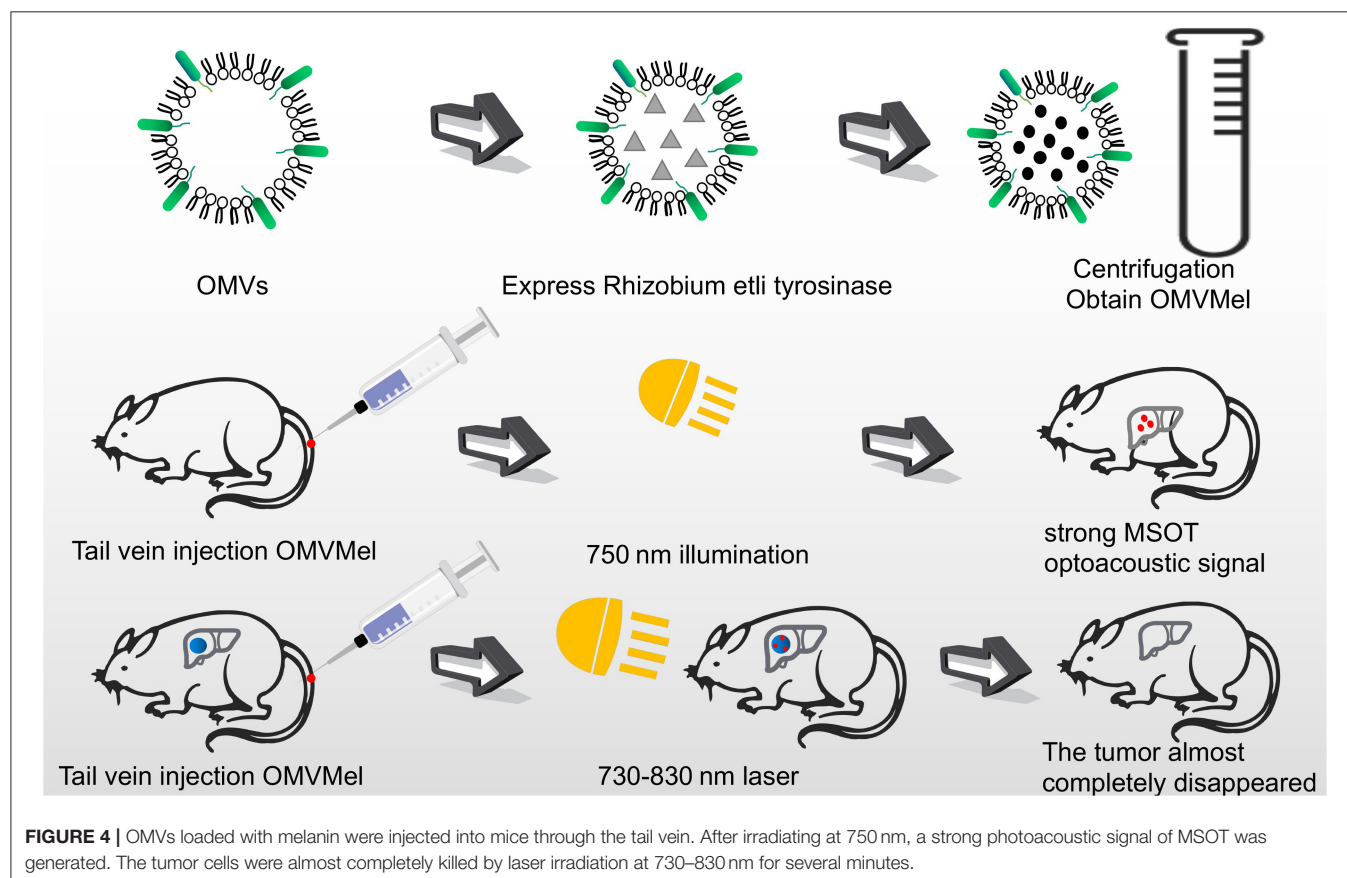 OMVs
Express Rhizobium etli tyrosinase
Centrifugation
Obtain OMVMel
Tail vein injection OMVMel
750 nm illumination
strong MSOT
optoacoustic signal
Tail vein injection OMVMel
730-830 nm laser
The tumor almost
completely disappeared
FIGURE 4 | OMVs loaded with melanin were injected into mice through the tail vein. After irradiating at 750 nm, a strong photoacoustic signal of MSOT was
generated. The tumor cells were almost completely killed by laser irradiation at 730–830 nm for several minutes.